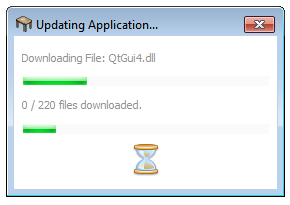 Updating Application...
Downloading File: QtGui4.dll
0 / 220 files downloaded.